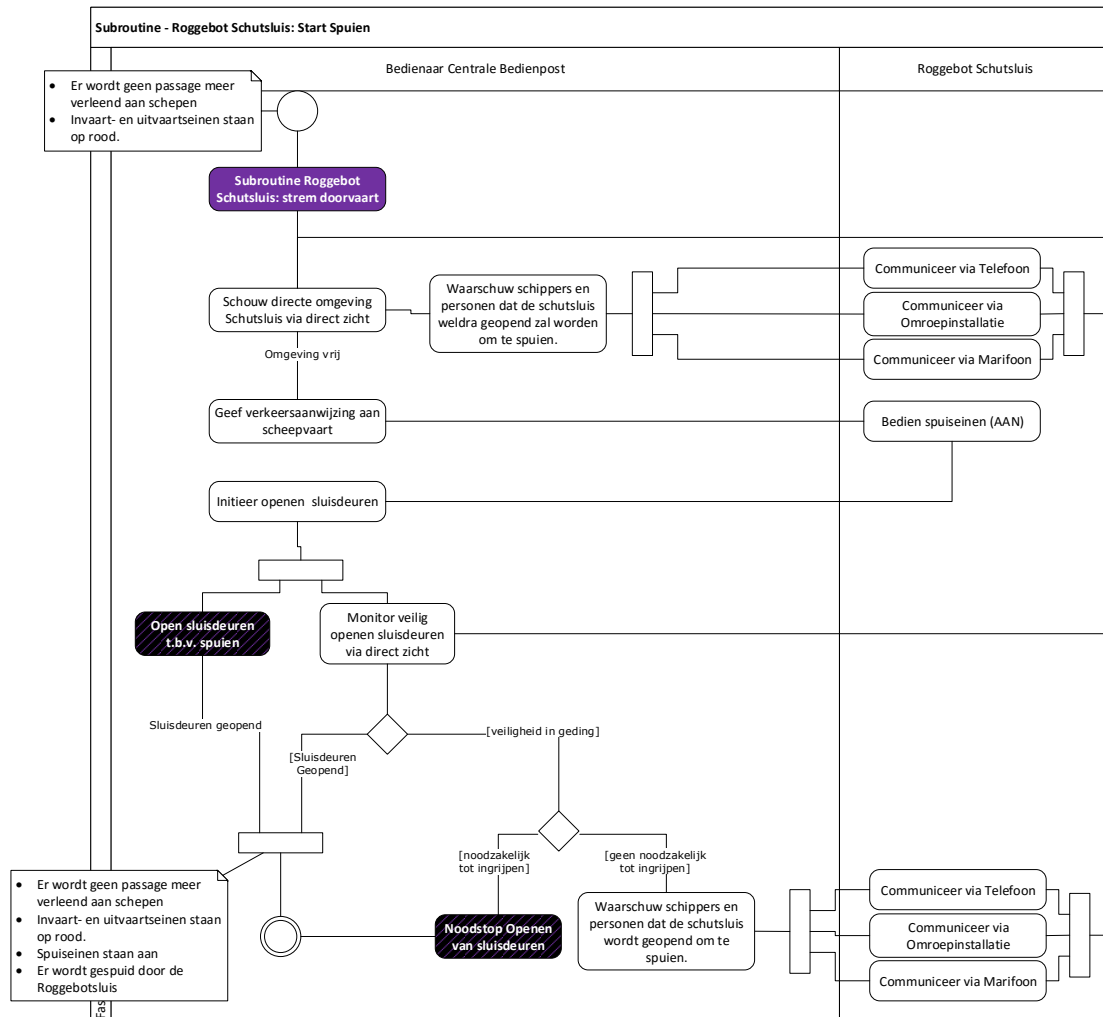 Subroutine - Roggebot Schutsluis: Start Spuien
Bedienaar Centrale Bedienpost
Roggebot Schutsluis
• Er wordt geen passage meer
verleend aan schepen
• Invaart- en uitvaartseinen staan
op rood.
Subroutine Roggebot
Schutsluis: strem doorvaart
Schouw directe omgeving
Schutsluis via direct zicht
Waarschuw schippers en
personen dat de schutsluis
weldra geopend zal worden
om te spuien.
Communiceer via Telefoon
Communiceer via
Omroepinstallatie
Communiceer via Marifoon
Omgeving vrij
Geef verkeersaanwijzing aan
scheepvaart
Bedien spuiseinen (AAN)
Initieer openen  sluisdeuren
Open sluisdeuren
t.b.v. spuien
Monitor veilig
openen sluisdeuren
via direct zicht
Sluisdeuren geopend
[Sluisdeuren
Geopend]
[veiligheid in geding]
[noodzakelijk
tot ingrijpen]
[geen noodzakelijk
tot ingrijpen]
• Er wordt geen passage meer
verleend aan schepen
• Invaart- en uitvaartseinen staan
op rood.
• Spuiseinen staan aan
• Er wordt gespuid door de
Roggebotsluis
Noodstop Openen
van sluisdeuren
Waarschuw schippers en
personen dat de schutsluis
wordt geopend om te
spuien.
Communiceer via Telefoon
Communiceer via
Omroepinstallatie
Communiceer via Marifoon
Fas